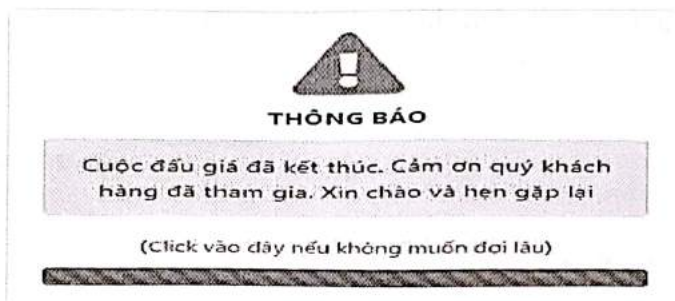 THÔNG BÁO
Cuộc đấu giá đã kết thúc. Cảm ơn quý khách
hàng đã tham gia. Xin chào và hẹn gặp lại
(Click vào đây nếu không muốn đợi lâu)